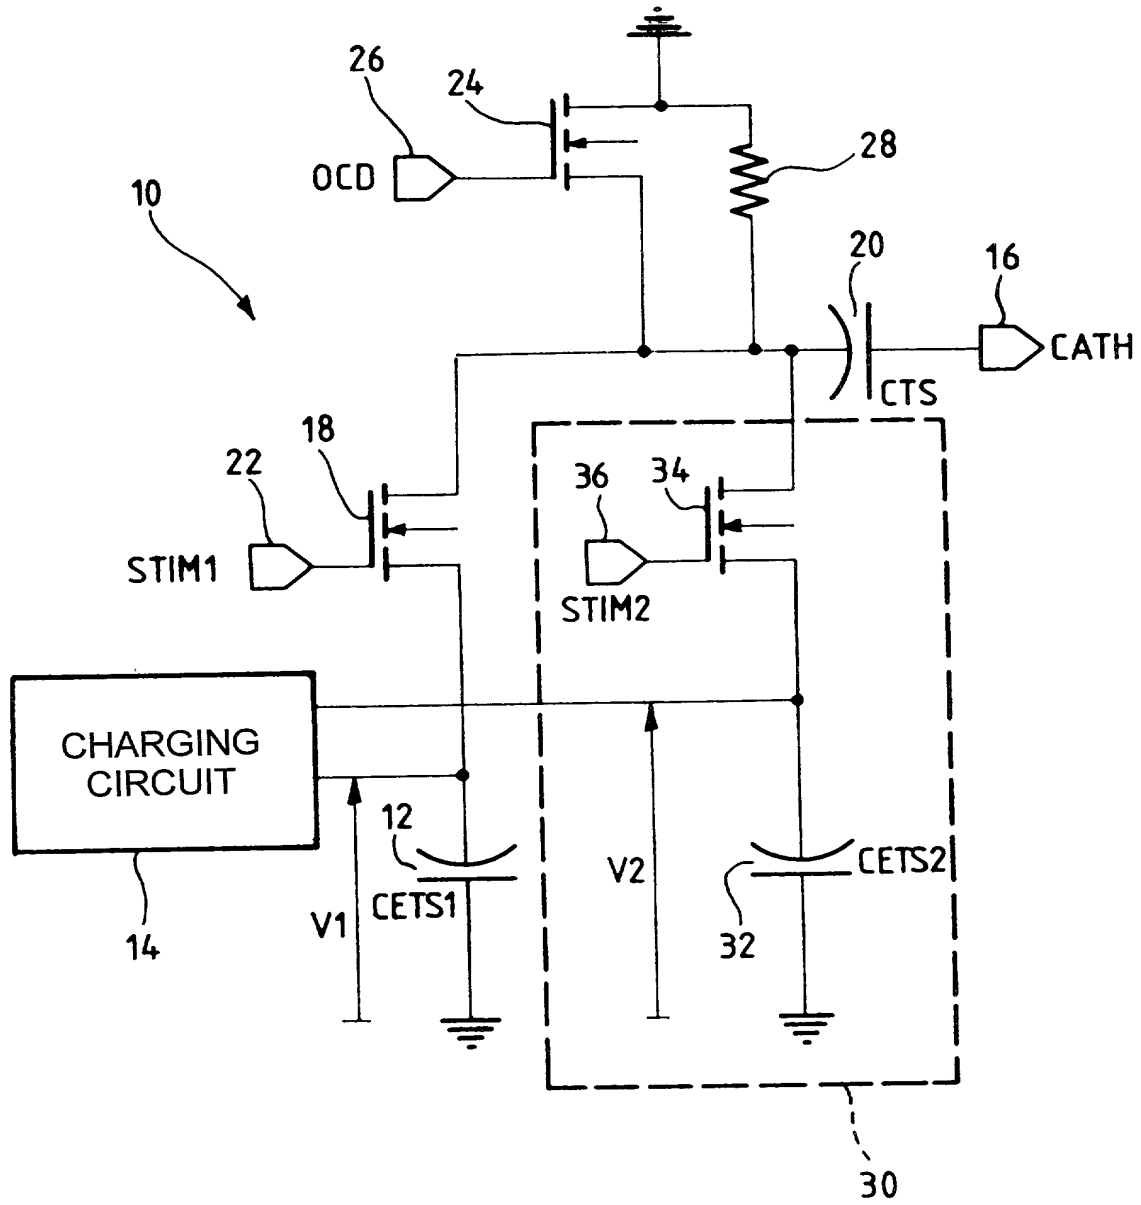 26
24
OCD
28
10
20
16
CATH
CTS
18
22
36
34
STIM1
STIM2
CHARGING
CIRCUIT
12
CETS1
V1
V2
CETS2
32
14
30